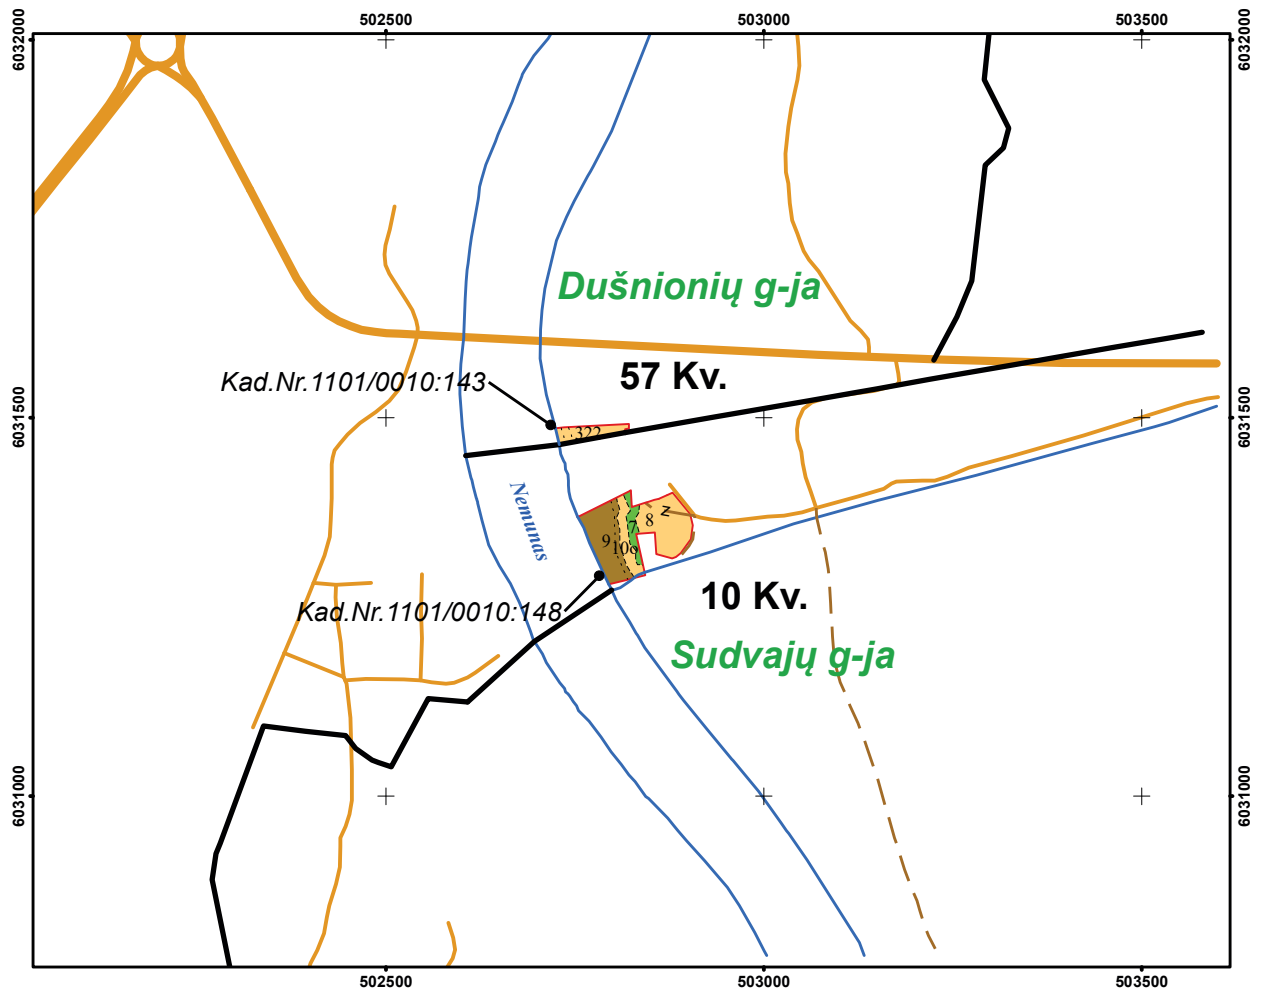 502500 503000 503500
6032000 6032000
Dušnionių g-ja
57 Kv.
Kad.Nr.1101/0010:143
6031500 6031500
322
Nemunas
z
8
7
9
10
10 Kv.
Kad.Nr.1101/0010:148
Sudvajų g-ja
6031000 6031000
502500 503000 503500